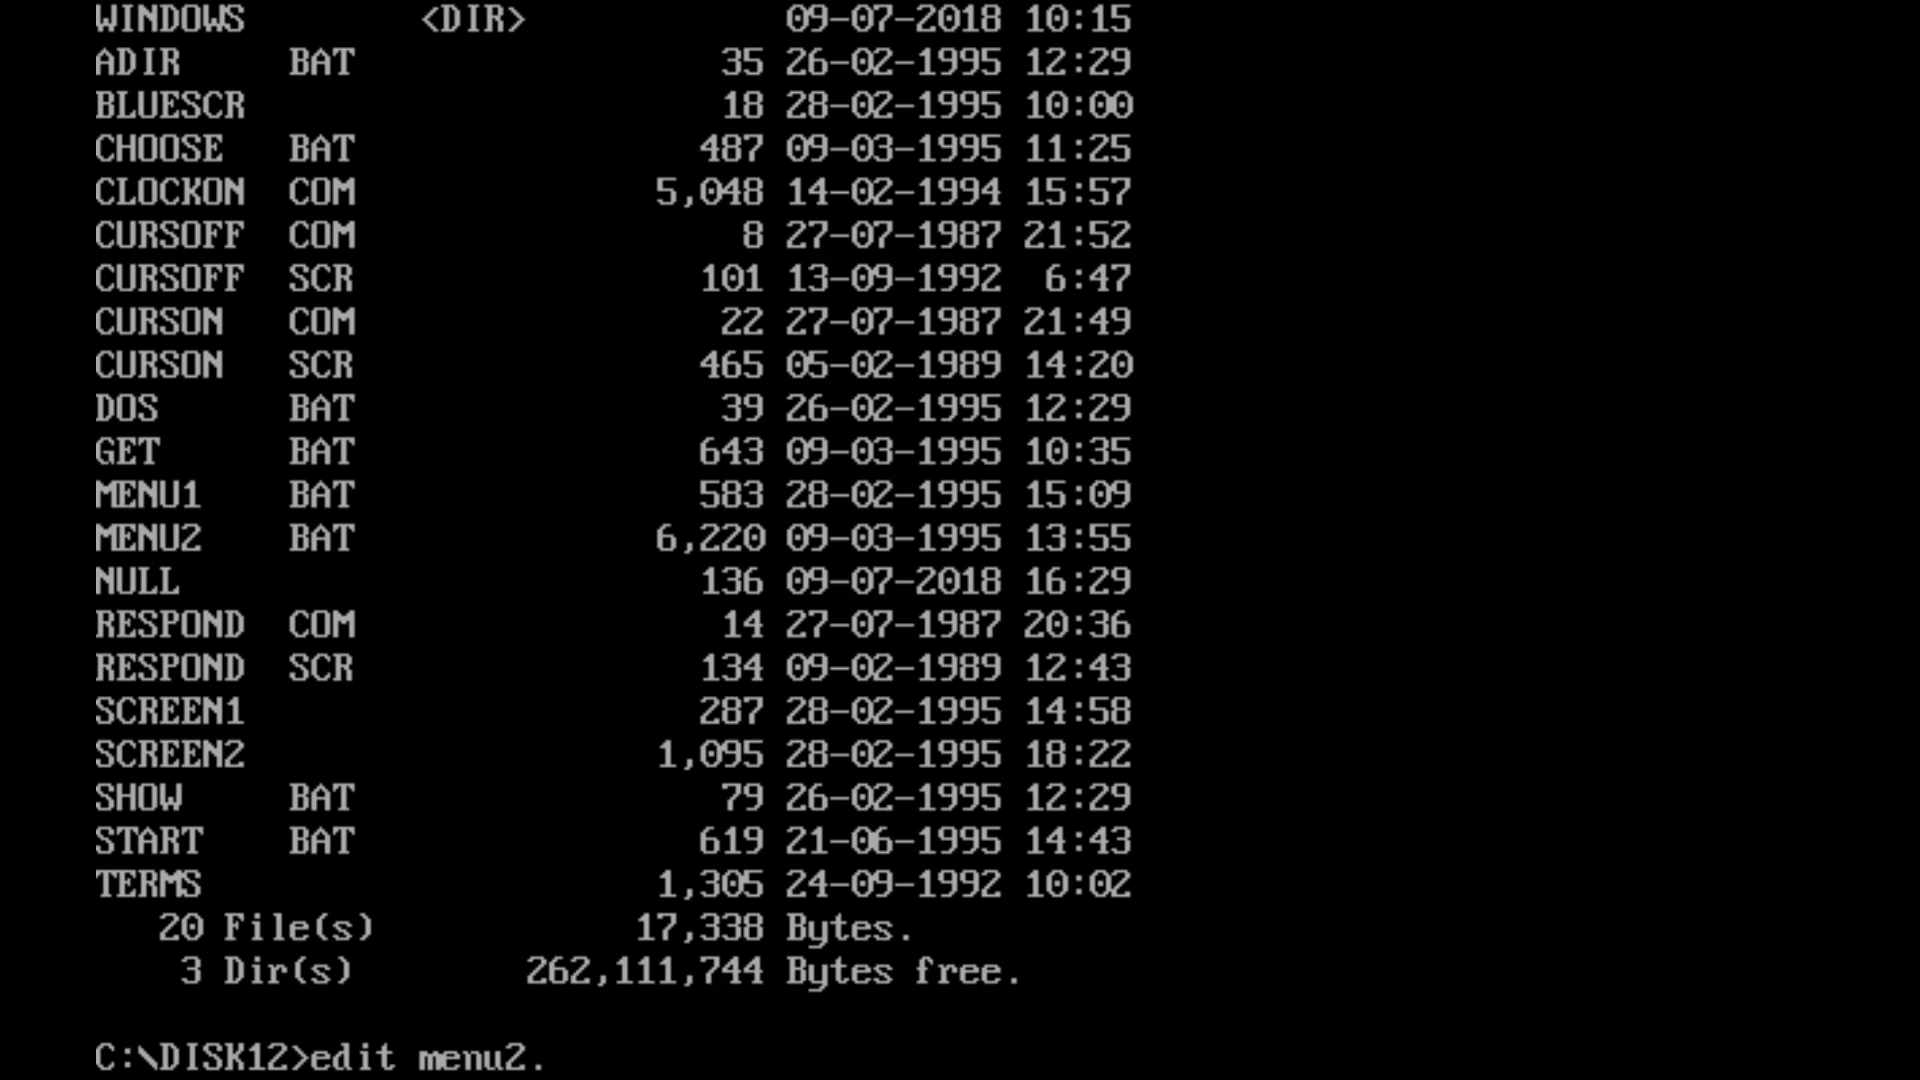 WINDOWS <DIR> 09-07-2018 10:15
ADIR BAT 35 26-02-1995 12:29
BLUESCR 18 28-02-1995 10:00
CHOOSE BAT 487 09-03-1995 11:25
CLOCKON COM 5,048 14-02-1994 15:57
CURSOFF COM 8 27-07-1987 21:52
CURSOFF SCR 101 13-09-1992 6:47
CURSON COM 22 27-07-1987 21:49
CURSON SCR 465 05-02-1989 14:20
DOS BAT 39 26-02-1995 12:29
GET BAT 643 09-03-1995 10:35
MENU1 BAT 583 28-02-1995 15:09
MENU2 BAT 6,220 09-03-1995 13:55
NULL 136 09-07-2018 16:29
RESPOND COM 14 27-07-1987 20:36
RESPOND SCR 134 09-02-1989 12:43
SCREEN1 287 28-02-1995 14:58
SCREEN2 1,095 28-02-1995 18:22
SHOW BAT 79 26-02-1995 12:29
START BAT 619 21-06-1995 14:43
TERMS 1,305 24-09-1992 10:02
20 File(s) 17,338 Bytes.
3 Dir(s) 262,111,744 Bytes free.
C:\DISK12>edit menu2.